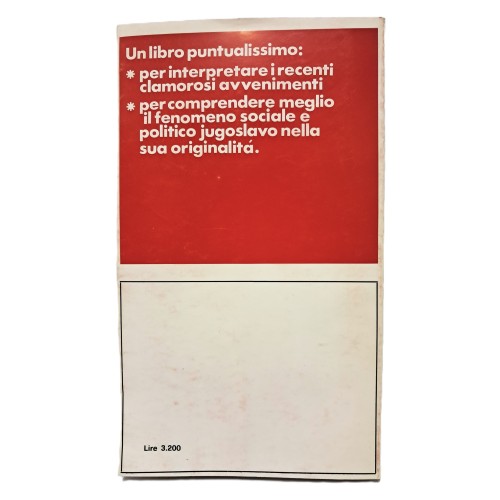 Un libro puntualissimo:
* per interpretare i recenti
clamorosi avvenimenti
* per comprendere meglio
il fenomeno sociale e
politico jugoslavo nella
sua originalitá.
Lire 3.200